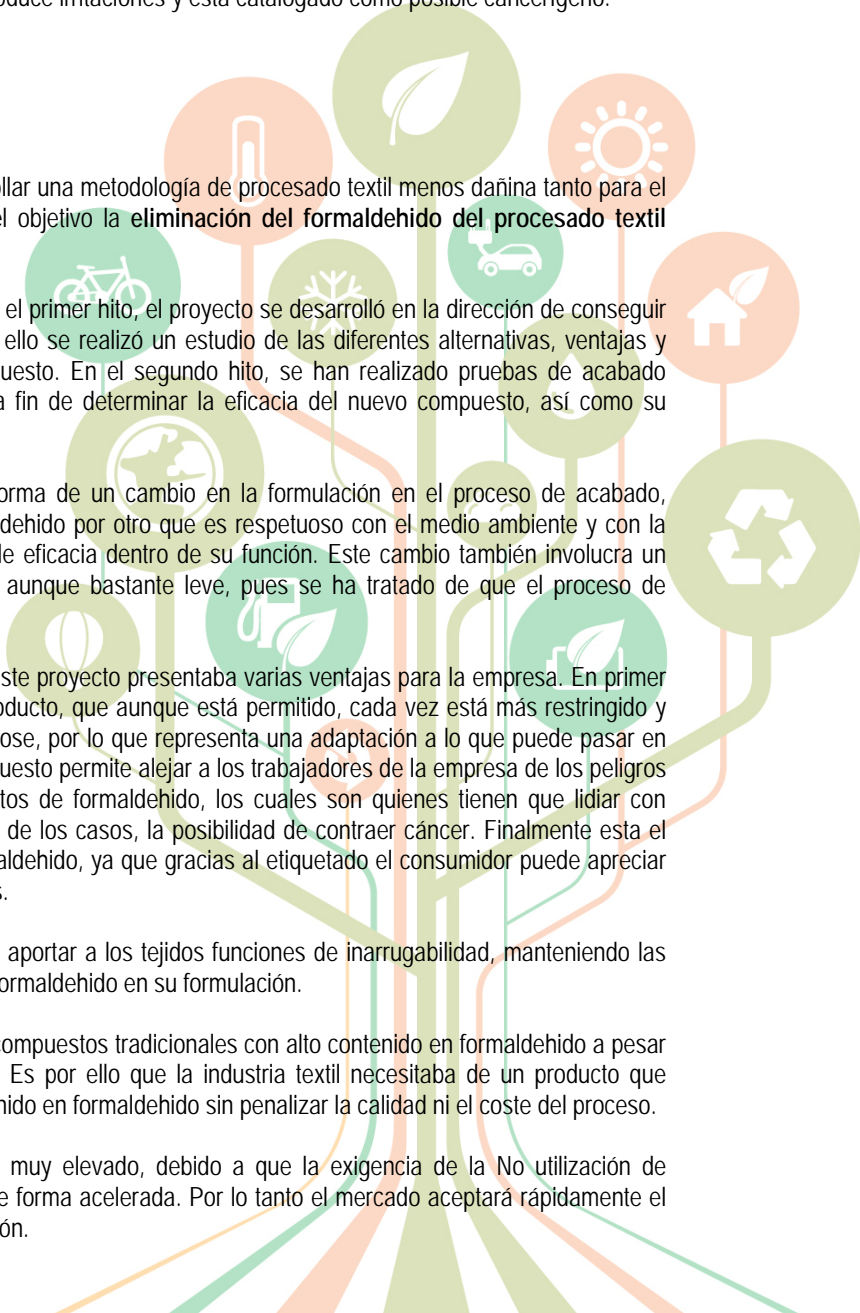 oduce irritaciones y está catalogado como posible cancerígeno.
llar una metodología de procesado textil menos dañina tanto para el
el objetivo la eliminación del formaldehido del procesado textil
el primer hito, el proyecto se desarrolló en la dirección de conseguir
ello se realizó un estudio de las diferentes alternativas, ventajas y
uesto. En el segundo hito, se han realizado pruebas de acabado
a fin de determinar la eficacia del nuevo compuesto, así como su
orma de un cambio en la formulación en el proceso de acabado,
dehido por otro que es respetuoso con el medio ambiente y con la
de eficacia dentro de su función. Este cambio también involucra un
aunque bastante leve, pues se ha tratado de que el proceso de
este proyecto presentaba varias ventajas para la empresa. En primer
oducto, que aunque está permitido, cada vez está más restringido y
ose, por lo que representa una adaptación a lo que puede pasar en
uesto permite alejar a los trabajadores de la empresa de los peligros
tos de formaldehido, los cuales son quienes tienen que lidiar con
de los casos, la posibilidad de contraer cáncer. Finalmente esta el
aldehido, ya que gracias al etiquetado el consumidor puede apreciar
s.
aportar a los tejidos funciones de inarrugabilidad, manteniendo las
ormaldehido en su formulación.
compuestos tradicionales con alto contenido en formaldehido a pesar
Es por ello que la industria textil necesitaba de un producto que
nido en formaldehido sin penalizar la calidad ni el coste del proceso.
muy elevado, debido a que la exigencia de la No utilización de
e forma acelerada. Por lo tanto el mercado aceptará rápidamente el
ón.